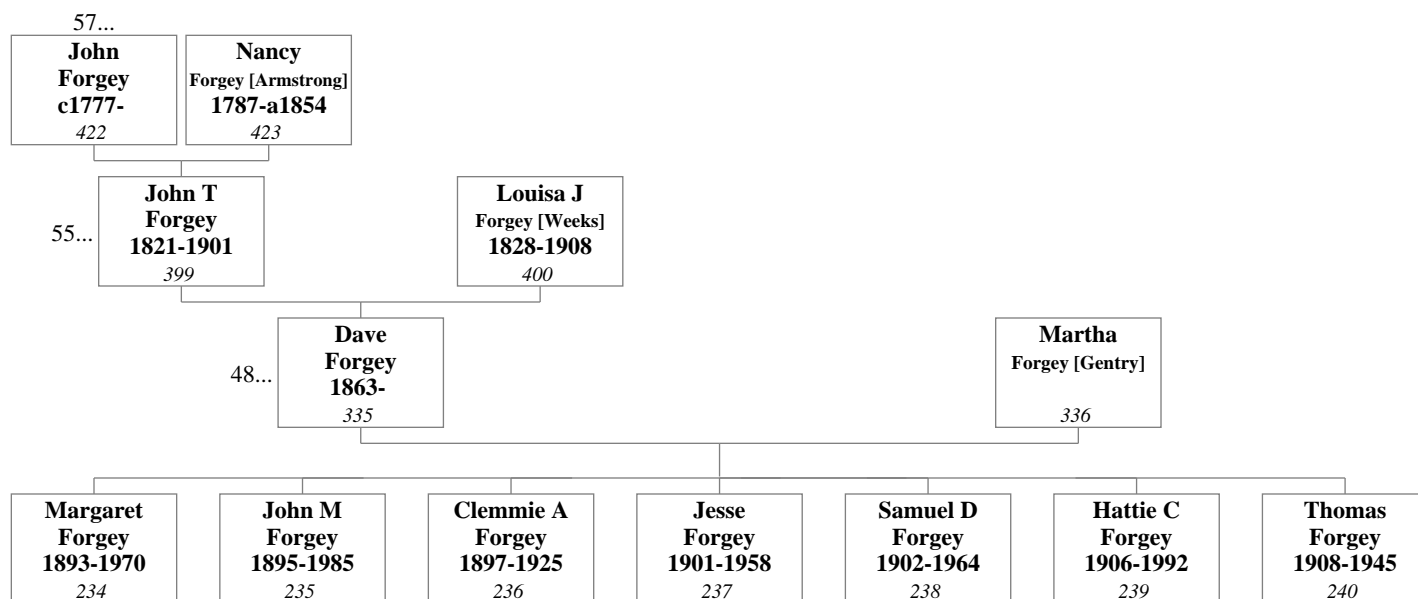 57...
John
Forgey
c1777-
422
Nancy
Forgey [Armstrong]
1787-a1854
423
55...
John T
Forgey
1821-1901
399
Louisa J
Forgey [Weeks]
1828-1908
400
48...
Dave
Forgey
1863-
335
Martha
Forgey [Gentry]
336
Margaret
Forgey
1893-1970
234
John M
Forgey
1895-1985
235
Clemmie A
Forgey
1897-1925
236
Jesse
Forgey
1901-1958
237
Samuel D
Forgey
1902-1964
238
Hattie C
Forgey
1906-1992
239
Thomas
Forgey
1908-1945
240